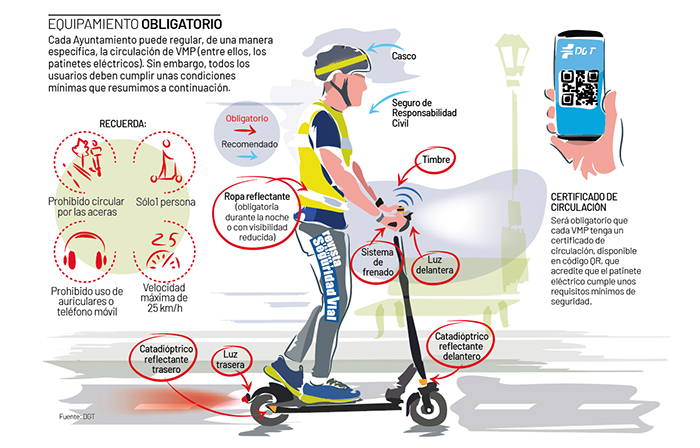 EQUIPAMIENTO OBLIGATORIO
Cada Ayuntamiento puede regular, de una manera
específica, la circulación de VMP (entre ellos, los
patinetes eléctricos). Sin embargo, todos los
usuarios deben cumplir unas condiciones
mínimas que resumimos a continuación.
RECUERDA:
Prohibido circular
por las aceras
Sólo 1 persona
25
Prohibido uso de
auriculares o
teléfono móvil
Velocidad
máxima de
25 km/h
Obligatorio
Recomendado
Casco
Seguro de
Responsabilidad
Civil
Timbre
Ropa reflectante
(obligatoria
durante la noche
o con visibilidad
reducida)
Sistema
de
frenado
Luz
delantera
revista
Seguridad Vial
Catadióptrico
reflectante
trasero
Luz
trasera
Catadióptrico
reflectante
delantero
DGT
CERTIFICADO DE
CIRCULACIÓN
Será obligatorio que
cada VMP tenga un
certificado de
circulación, disponible
en código QR, que
acredite que el patinete
eléctrico cumple unos
requisitos mínimos de
seguridad.
Fuente: DGT